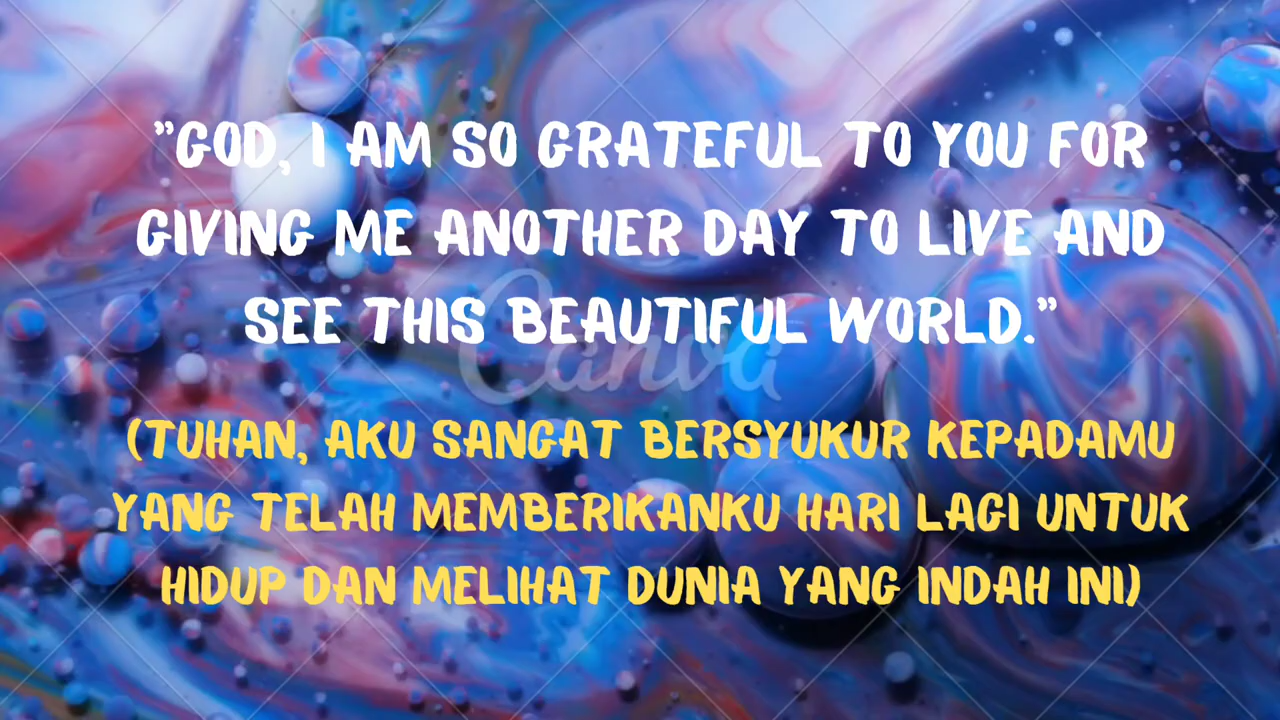 "GOD, I AM SO GRATEFUL TO YOU FOR
GIVING ME ANOTHER DAY TO LIVE AND
SEE THIS BEAUTIFUL WORLD."
Canva
(TUHAN, AKU SANGAT BERSYUKUR KEPADAMU
YANG TELAH MEMBERIKANKU HARI LAGI UNTUK
HIDUP DAN MELIHAT DUNIA YANG INDAH INI)